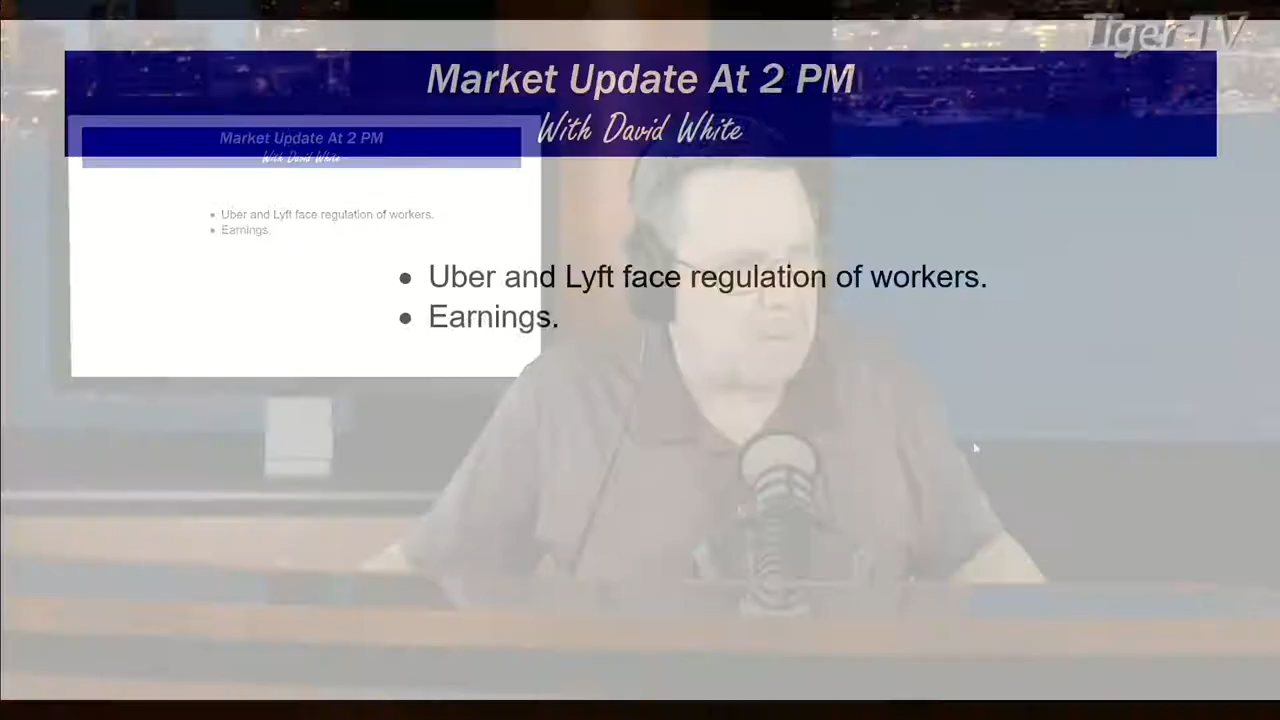 Tiger-TV
Market Update At 2 PM
With David White
Market Update At 2 PM
With David White
• Uber and Lyft face regulation of workers.
• Earnings.
• Uber and Lyft face regulation of workers.
• Earnings.